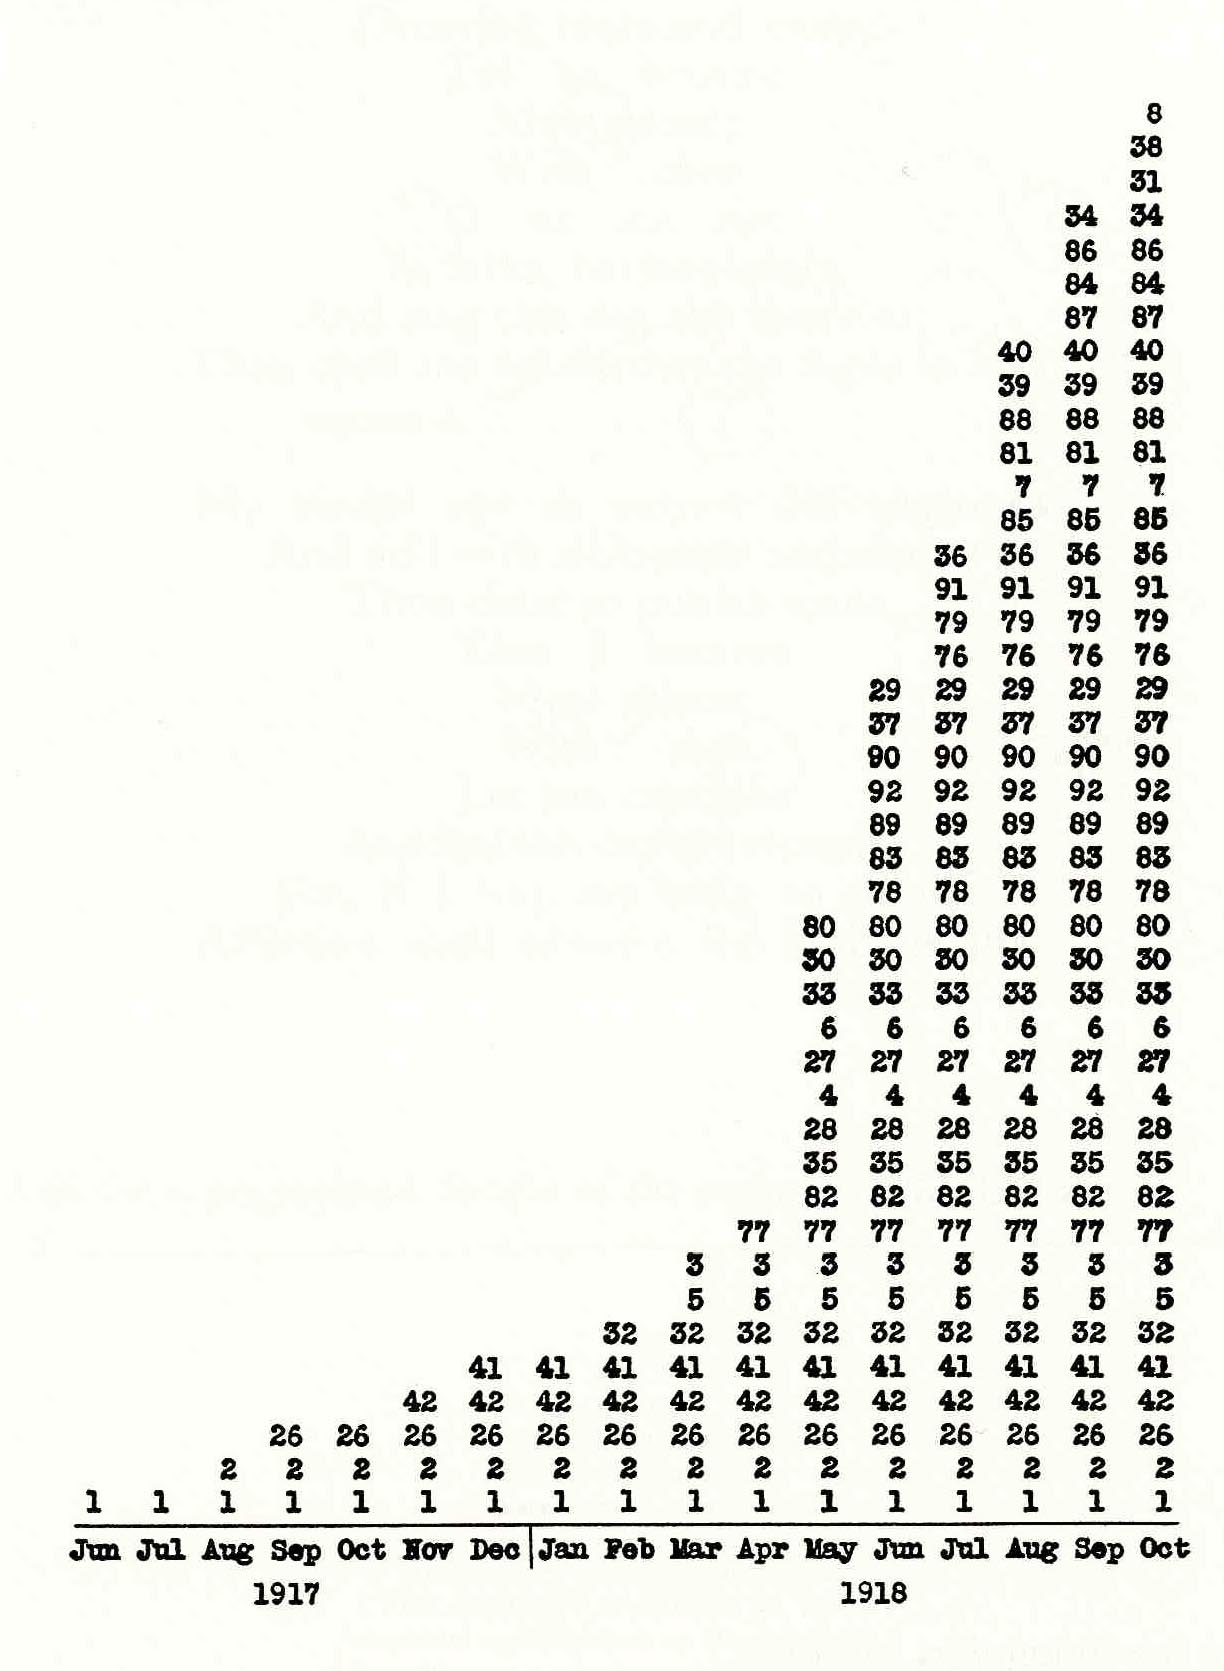 8
38
31
34 34
86 86
84 84
87 87
40 40 40
39 39 39
88 88 88
81 81 81
7 7 7
85 85 85
36 36 36 36
91 91 91 91
79 79 79 79
76 76 76 76
29 29 29 29 29
37 37 37 37 37
90 90 90 90 90
92 92 92 92 92
89 89 89 89 89
83 83 83 83 83
78 78 78 78 78
80 80 80 80 80 80
30 30 30 30 30 30
33 33 33 33 33 33
6 6 6 6 6 6
27 27 27 27 27 27
4 4 4 4 4 4
28 28 28 28 28 28
35 35 35 35 35 35
82 82 82 82 82 82
77 77 77 77 77 77 77
3 3 3 3 3 3 3 3
5 5 5 5 5 5 5 5
32 32 32 32 32 32 32 32 32
41 41 41 41 41 41 41 41 41 41 41
42 42 42 42 42 42 42 42 42 42 42 42
26 26 26 26 26 26 26 26 26 26 26 26 26 26
2 2 2 2 2 2 2 2 2 2 2 2 2 2 2
1 1 1 1 1 1 1 1 1 1 1 1 1 1 1 1 1
Jun Jul Aug Sep Oct Nov Dec Jan Feb Mar Apr May Jun Jul Aug Sep Oct
1917 1918